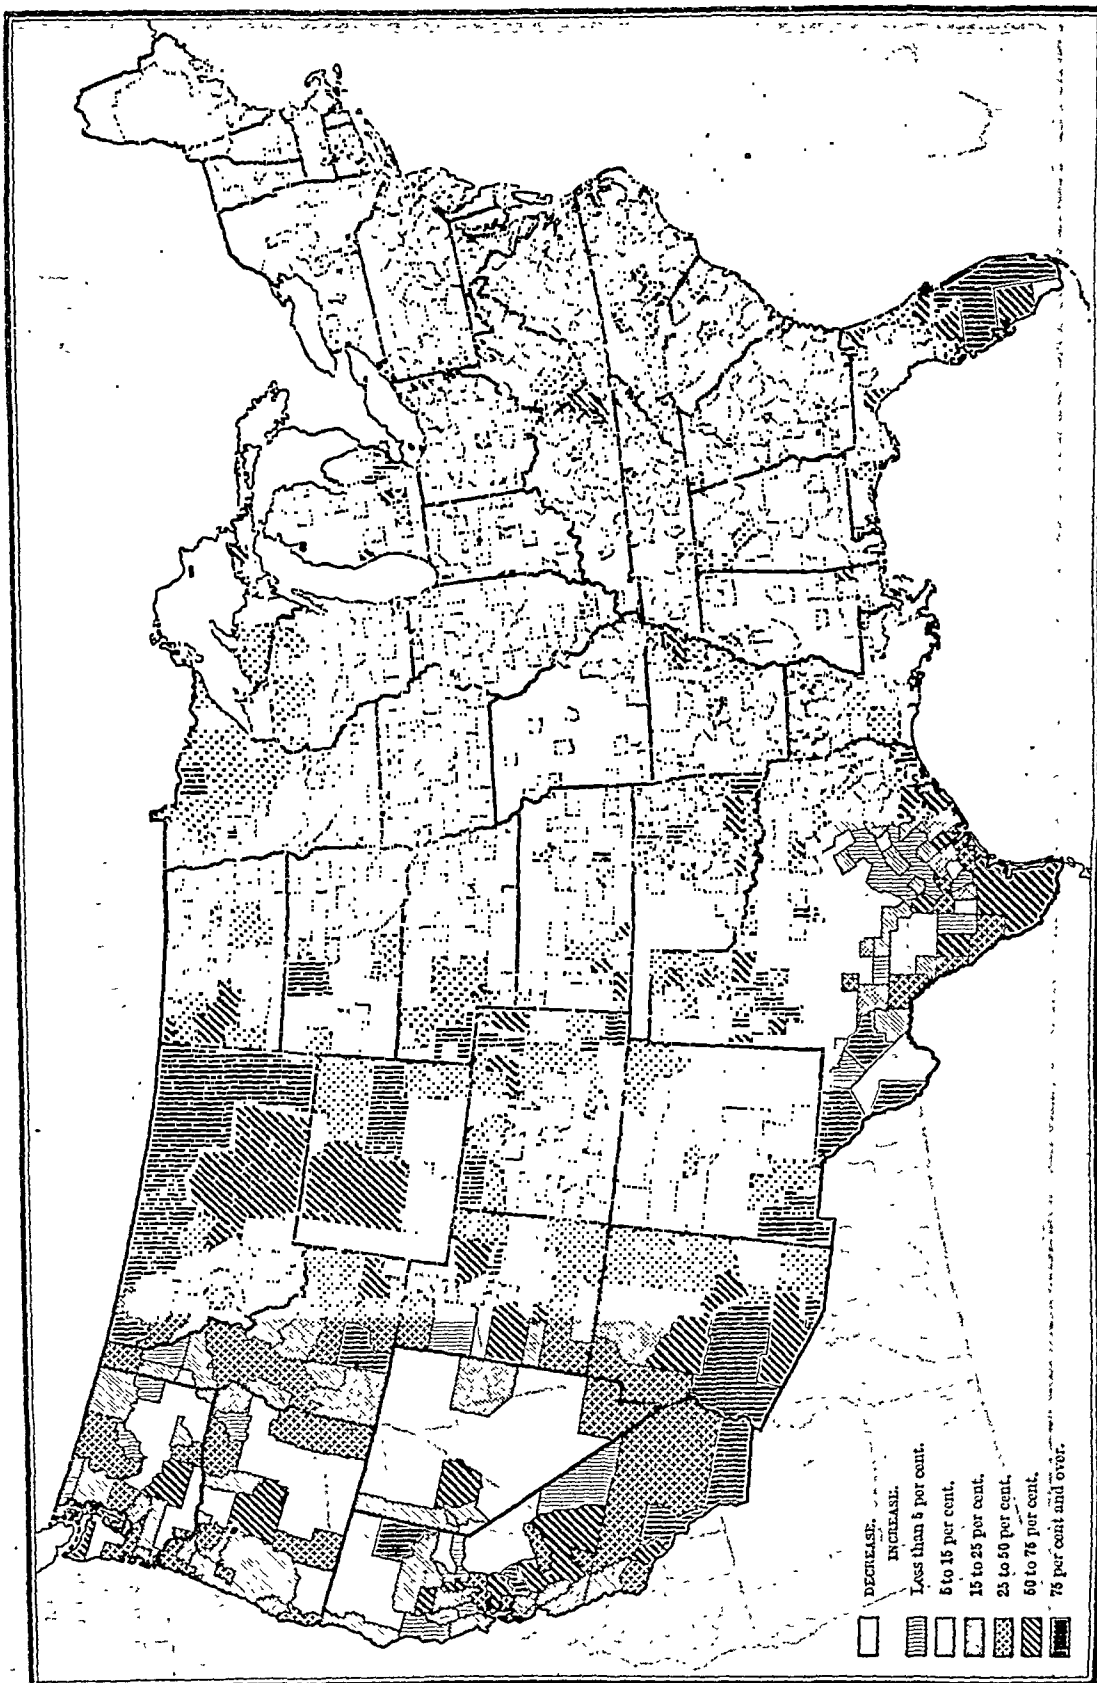 DECREASE.
INCREASE.
Less than 5 per cent.
5 to 15 per cent.
15 to 25 per cent.
25 to 50 per cent.
50 to 75 per cent.
75 per cent and over.